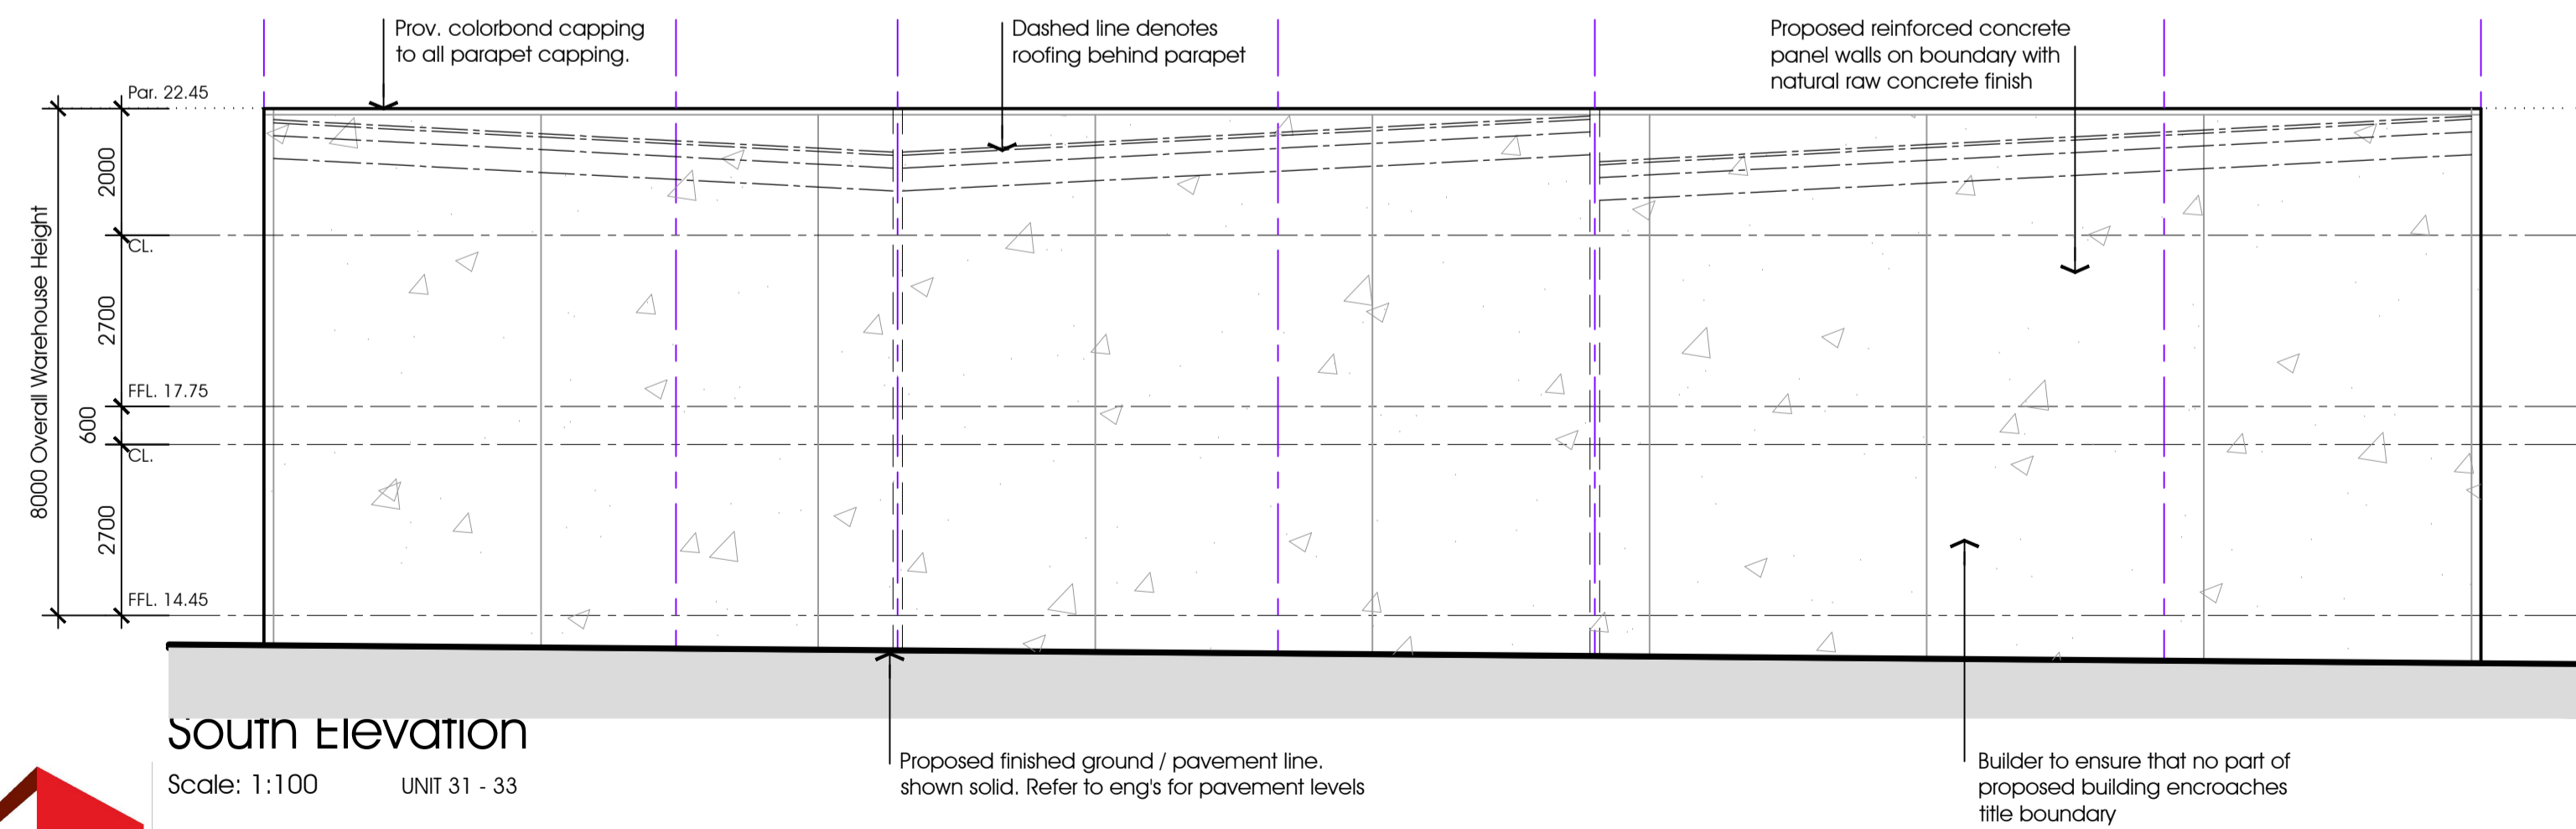 Prov. colorbond capping
to all parapet capping.
Dashed line denotes
roofing behind parapet
Proposed reinforced concrete
panel walls on boundary with
natural raw concrete finish
Par. 22.45
2000
CL.
8000 Overall Warehouse Height
2700
FFL. 17.75
600
CL.
2700
FFL. 14.45
South Elevation
Scale: 1:100
UNIT 31 - 33
Proposed finished ground / pavement line.
shown solid. Refer to eng's for pavement levels
Builder to ensure that no part of
proposed building encroaches
title boundary